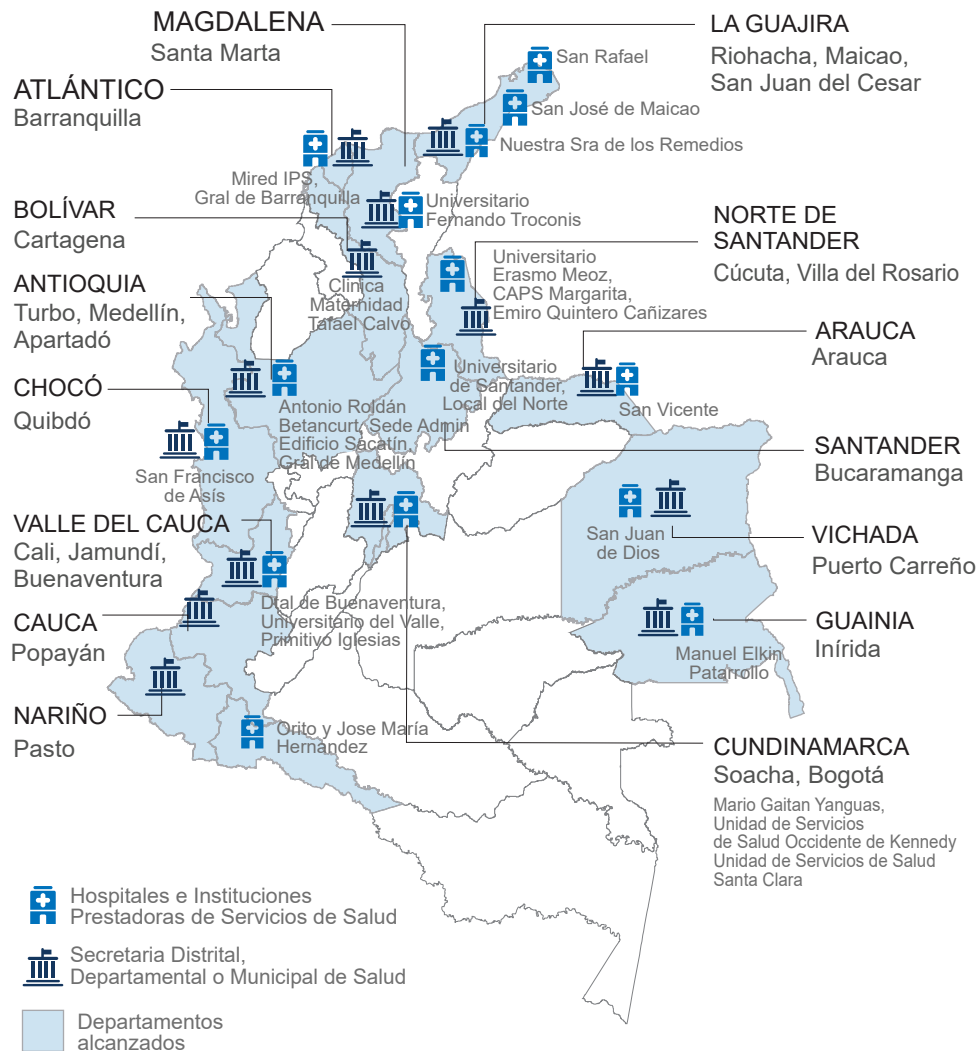 MAGDALENA
Santa Marta
LA GUAJIRA
Riohacha, Maicao,
San Juan del Cesar
San Rafael
San José de Maicao
Nuestra Sra de los Remedios
ATLÁNTICO
Barranquilla
Mired IPS,
Gral de Barranquilla
Universitario
Fernando Troconis
BOLÍVAR
Cartagena
Clínica
Maternidad
Tafael Calvo
NORTE DE
SANTANDER
Cúcuta, Villa del Rosario
Universitario
Erasmo Meoz,
CAPS Margarita,
Emiro Quintero Cañizares
ANTIOQUIA
Turbo, Medellín,
Apartadó
Antonio Roldán
Betancurt, Sede Admin
Edificio Sacatín,
Gral de Medellín
Universitario
de Santander,
Local del Norte
ARAUCA
Arauca
San Vicente
CHOCÓ
Quibdó
San Francisco
de Asís
SANTANDER
Bucaramanga
VALLE DEL CAUCA
Cali, Jamundí,
Buenaventura
Dtal de Buenaventura,
Universitario del Valle,
Primitivo Iglesias
San Juan
de Dios
VICHADA
Puerto Carreño
CAUCA
Popayán
GUAINIA
Inírida
Manuel Elkin
Patarrollo
NARIÑO
Pasto
Orito y Jose María
Hernández
CUNDINAMARCA
Soacha, Bogotá
Mario Gaitan Yanguas,
Unidad de Servicios
de Salud Occidente de Kennedy
Unidad de Servicios de Salud
Santa Clara
Hospitales e Instituciones
Prestadoras de Servicios de Salud
Secretaria Distrital,
Departamental o Municipal de Salud
Departamentos
alcanzados